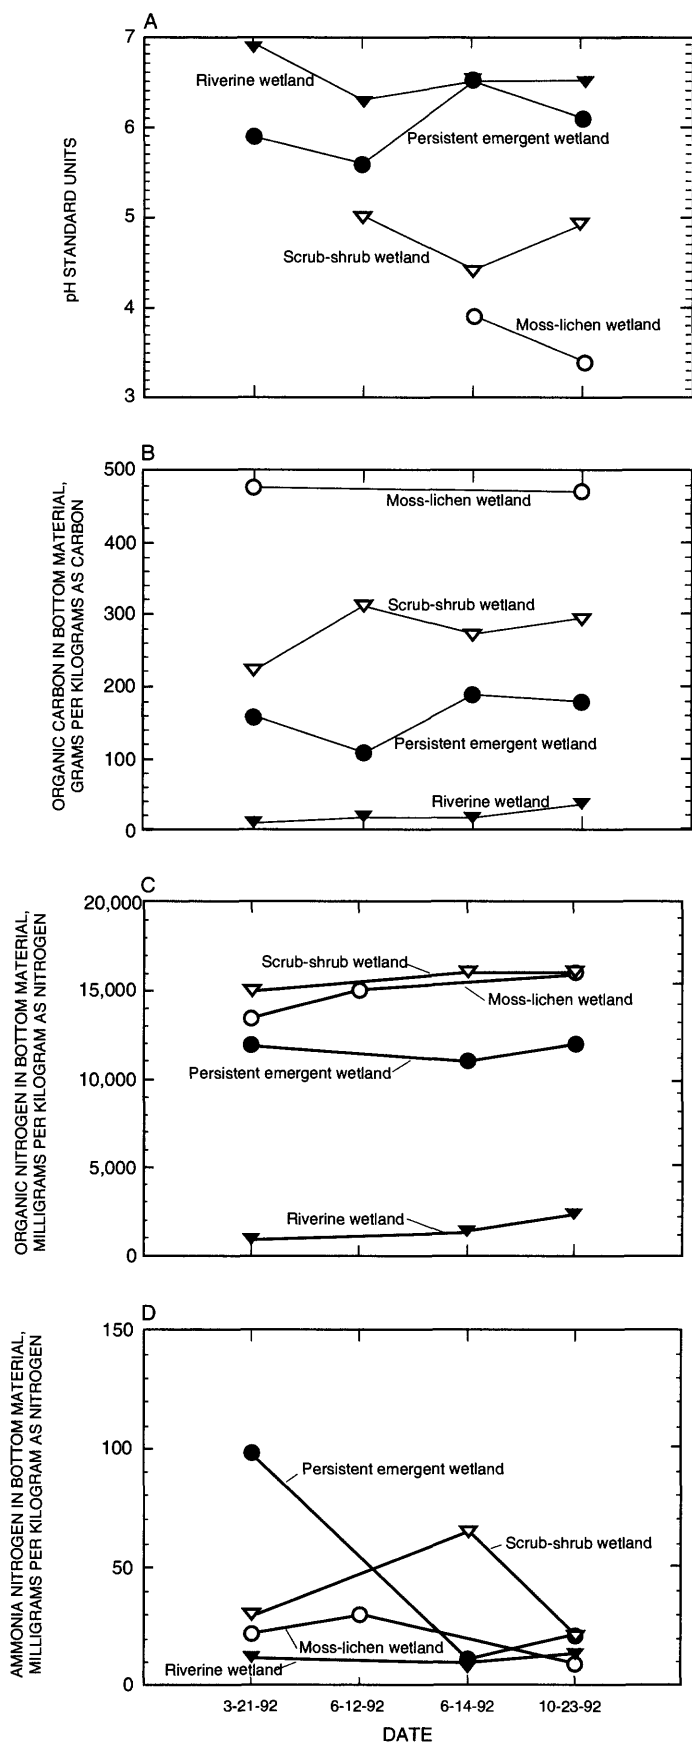 A
7
Riverine wetland
6
Persistent emergent wetland
pH STANDARD UNITS
5
Scrub-shrub wetland
4
Moss-lichen wetland
3
B
ORGANIC CARBON IN BOTTOM MATERIAL,
GRAMS PER KILOGRAMS AS CARBON
500
Moss-lichen wetland
400
Scrub-shrub wetland
300
200
Persistent emergent wetland
100
Riverine wetland
0
C
ORGANIC NITROGEN IN BOTTOM MATERIAL,
MILLIGRAMS PER KILOGRAM AS NITROGEN
20,000
Scrub-shrub wetland
15,000
Moss-lichen wetland
Persistent emergent wetland
10,000
5,000
Riverine wetland
0
D
AMMONIA NITROGEN IN BOTTOM MATERIAL,
MILLIGRAMS PER KILOGRAM AS NITROGEN
150
100
Persistent emergent wetland
Scrub-shrub wetland
50
Moss-lichen wetland
Riverine wetland
0
3-21-92 6-12-92 6-14-92 10-23-92
DATE